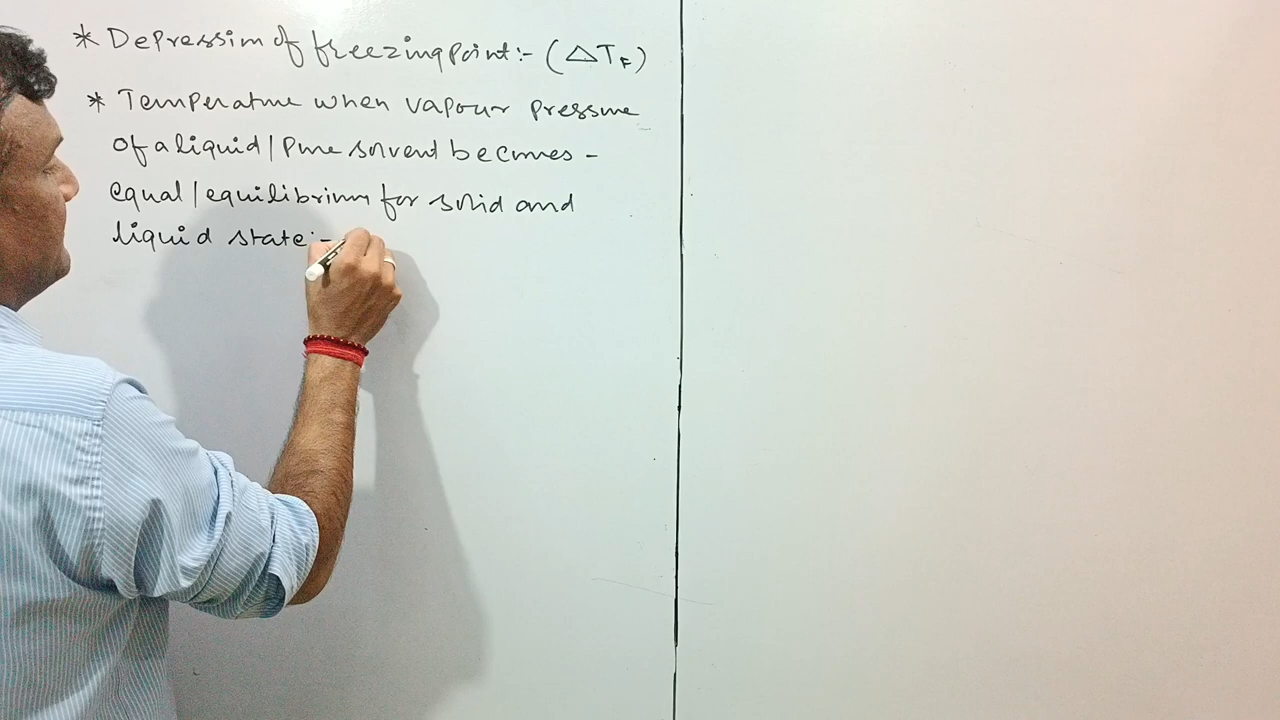 * Depression of freezing point:- (△TF)
* Temperature when vapour pressure
of a liquid/Pure solvent becomes -
equal/equilibrium for solid and
liquid state:-